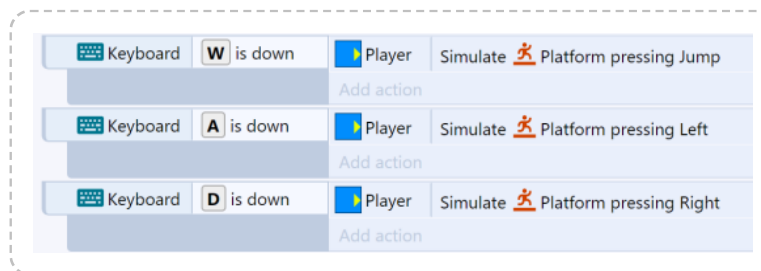 Keyboard W is down Player Simulate Platform pressing Jump
Add action
Keyboard A is down Player Simulate Platform pressing Left
Add action
Keyboard D is down Player Simulate Platform pressing Right
Add action